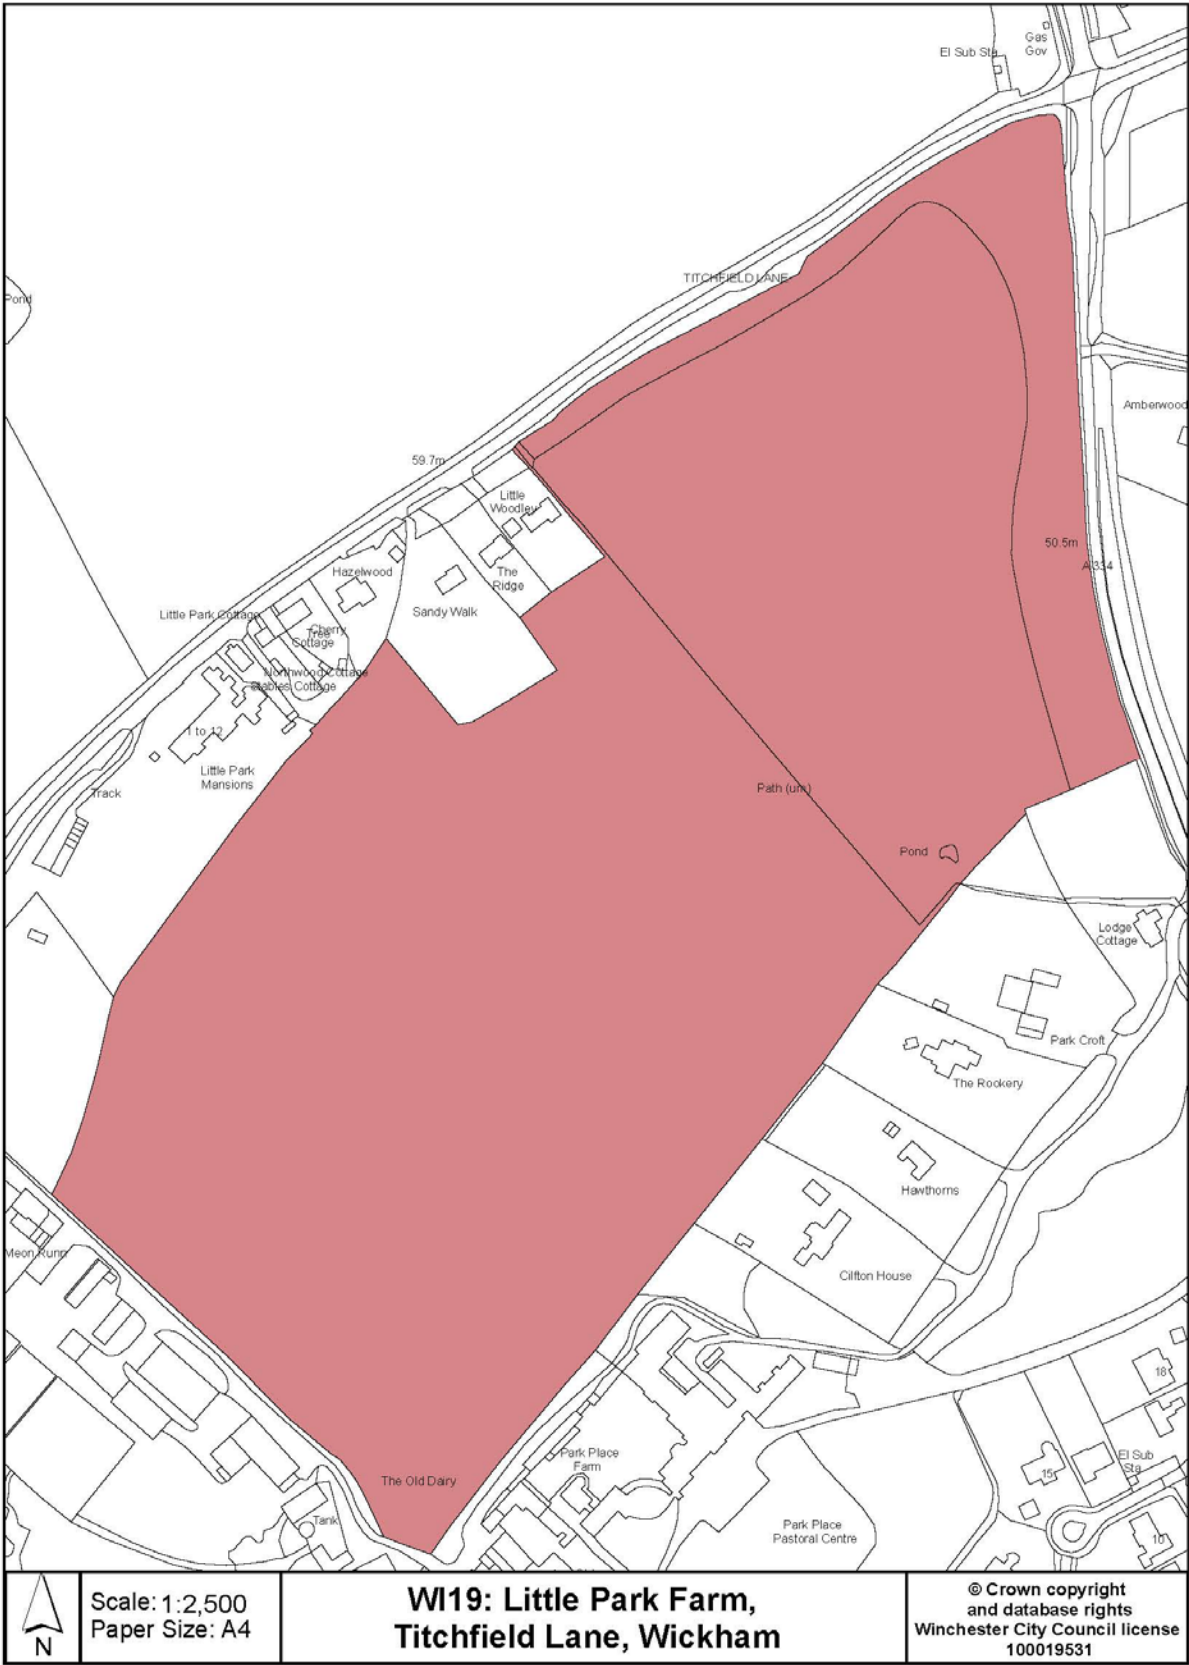 Gas
Gov
El Sub Sta
Pond
TITCHFIELD LANE
Amberwood
59.7m
Little
Woodley
50.5m
A 334
The
Ridge
Hazelwood
Sandy Walk
Little Park Cottage
Cherry
Tree
Cottage
Northwood Cottage
Stables Cottage
1 to 12
Little Park
Mansions
Track
Path (um)
Pond
Lodge
Cottage
Park Croft
The Rookery
Hawthorns
Meon Runn
Cilfton House
18
Park Place
Farm
El Sub
Sta
15
The Old Dairy
Tank
Park Place
Pastoral Centre
10
N
Scale: 1:2,500
Paper Size: A4
WI19: Little Park Farm,
Titchfield Lane, Wickham
© Crown copyright
and database rights
Winchester City Council license
100019531